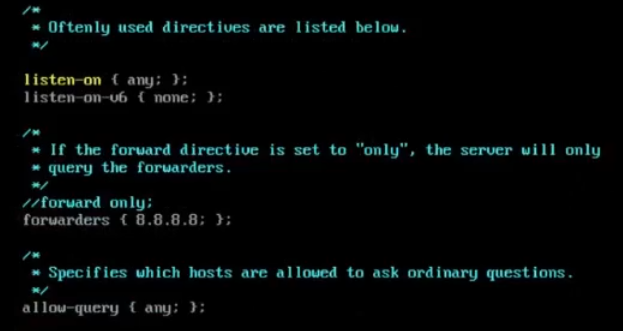 /*
* Oftenly used directives are listed below.
*/
listen-on { any; };
listen-on-v6 { none; };
/*
* If the forward directive is set to "only", the server will only
* query the forwarders.
*/
//forward only;
forwarders { 8.8.8.8; };
/*
* Specifies which hosts are allowed to ask ordinary questions.
*/
allow-query { any; };